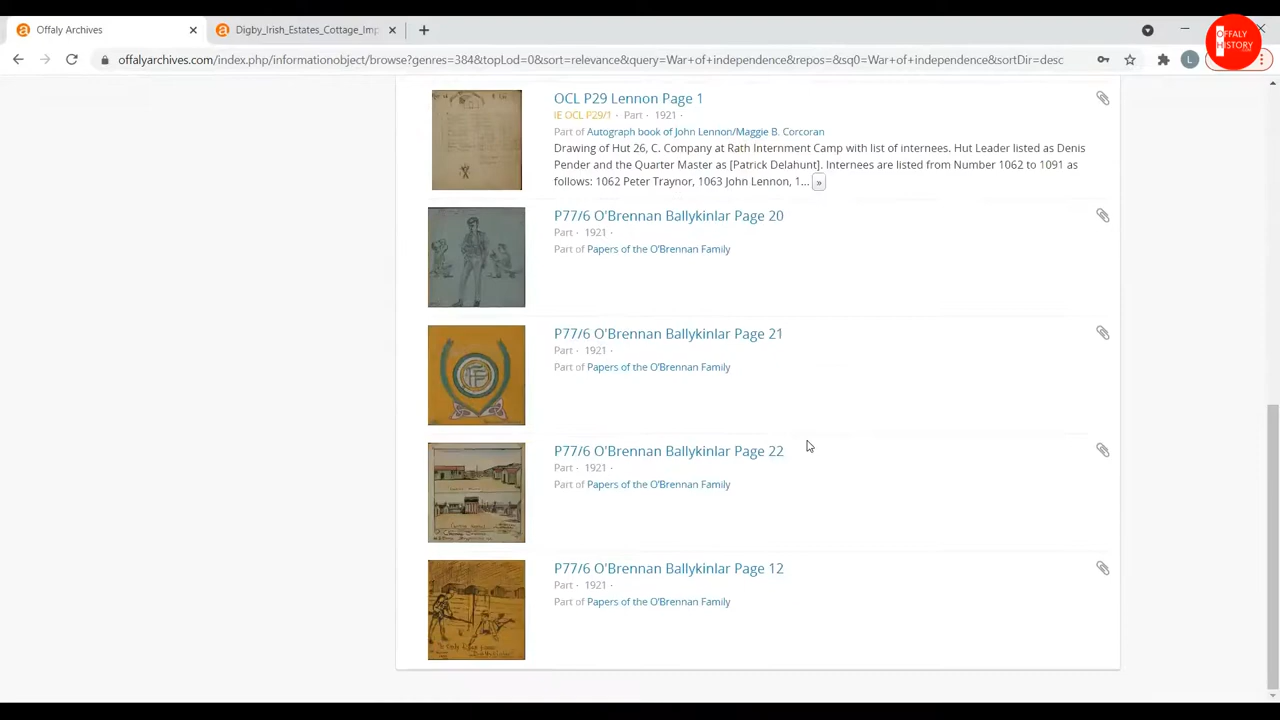 Offaly Archives
Digby_Irish_Estates_Cottage_Imp
offalyarchives.com/index.php/informationobject/browse?genres=384&topLod=0&sort=relevance&query=War+of+independence&repos=&sq0=War+of+independence&sortDir=desc
L
OFFALY
HISTORY
OCL P29 Lennon Page 1
IE OCL P29/1 · Part · 1921 ·
Part of Autograph book of John Lennon/Maggie B. Corcoran
Drawing of Hut 26, C. Company at Rath Internment Camp with list of internees. Hut Leader listed as Denis
Pender and the Quarter Master as [Patrick Delahunt]. Internees are listed from Number 1062 to 1091 as
follows: 1062 Peter Traynor, 1063 John Lennon, 1... »
P77/6 O'Brennan Ballykinlar Page 20
Part · 1921 ·
Part of Papers of the O'Brennan Family
P77/6 O'Brennan Ballykinlar Page 21
Part · 1921 ·
Part of Papers of the O'Brennan Family
P77/6 O'Brennan Ballykinlar Page 22
Part · 1921 ·
Part of Papers of the O'Brennan Family
P77/6 O'Brennan Ballykinlar Page 12
Part · 1921 ·
Part of Papers of the O'Brennan Family